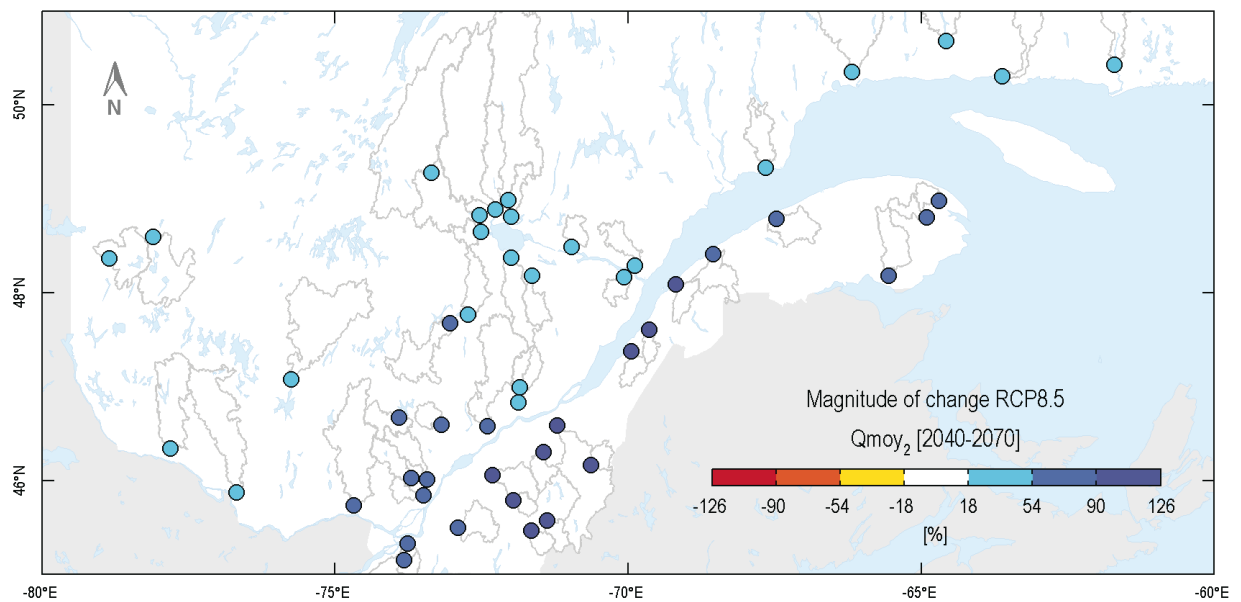 50°N
48°N
46°N
N
Magnitude of change RCP8.5
Qmoy₂ [2040-2070]
-126 -90 -54 -18 18 54 90 126
[%]
-80°E -75°E -70°E -65°E -60°E